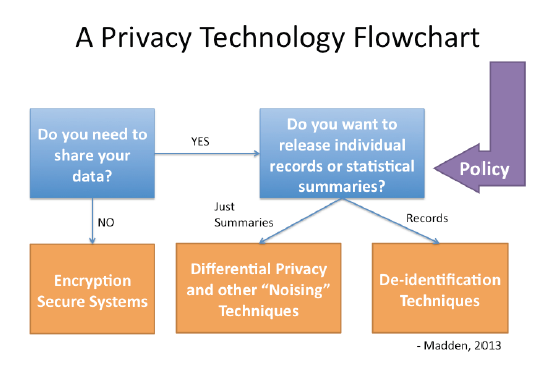 A Privacy Technology Flowchart
Do you need to
share your
data?
YES
Do you want to
release individual
records or statistical
summaries?
Policy
NO
Just
Summaries
Records
Encryption
Secure Systems
Differential Privacy
and other “Noising”
Techniques
De-identification
Techniques
- Madden, 2013